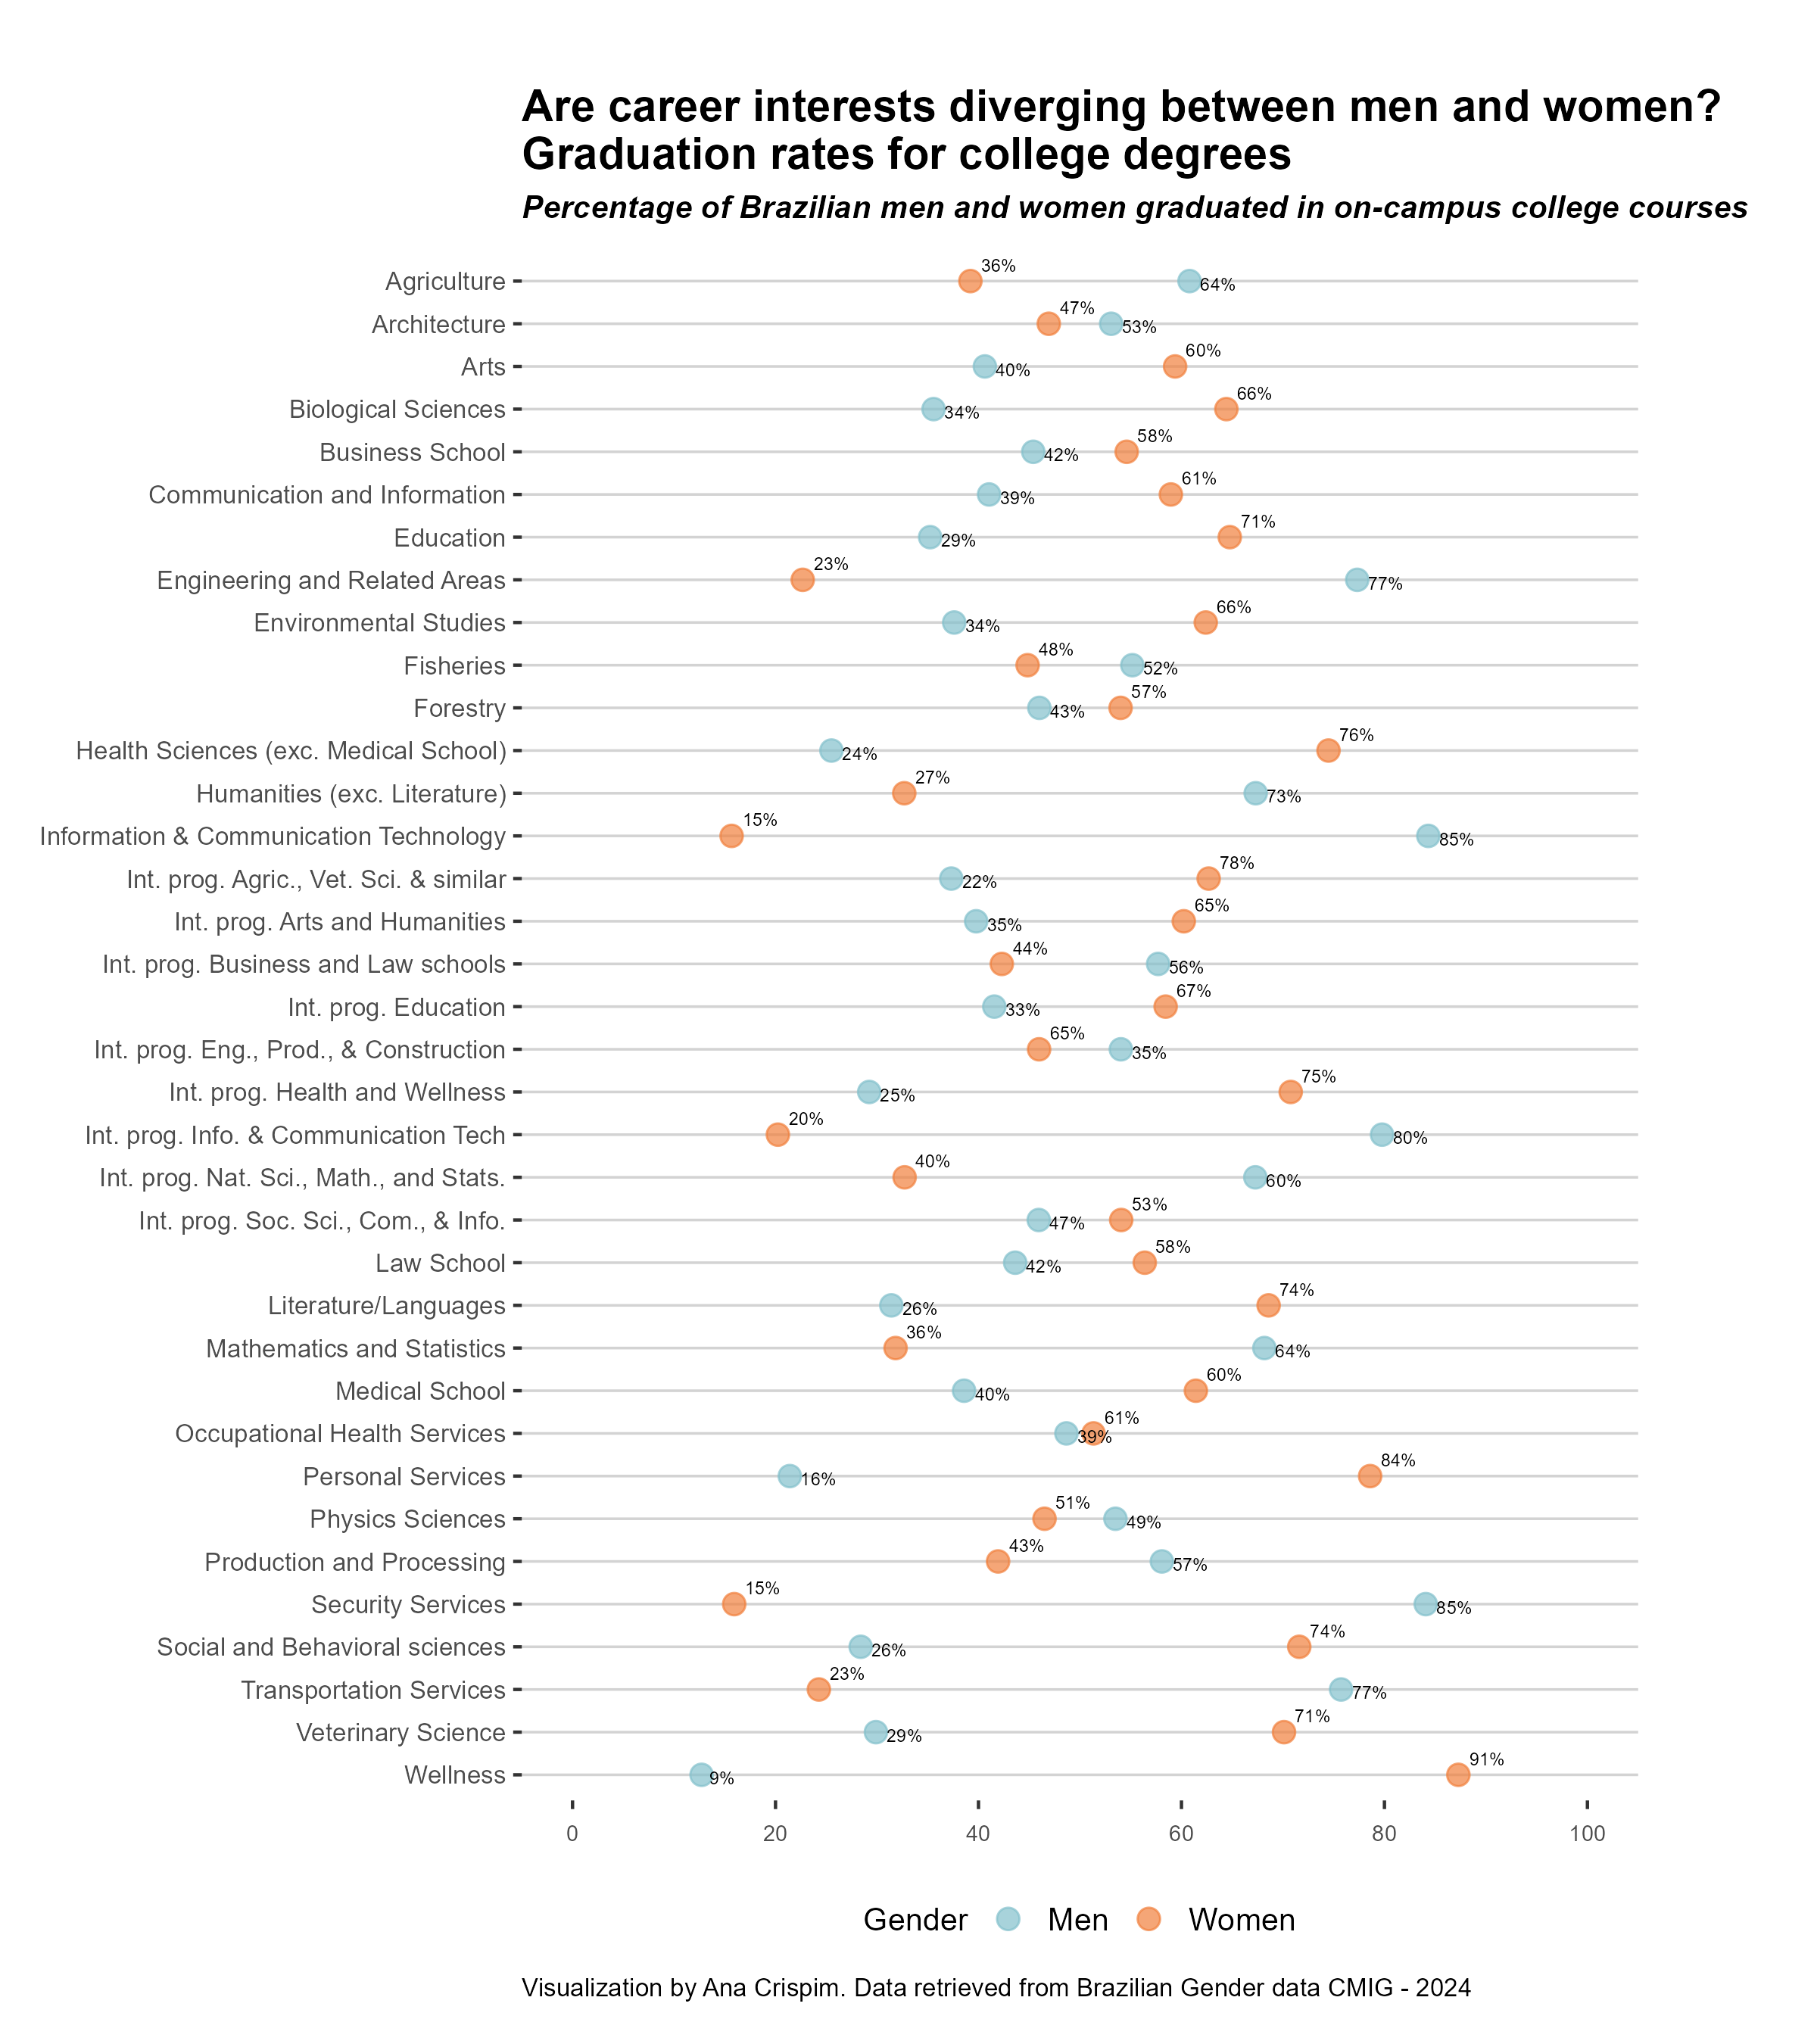 Are career interests diverging between men and women?
Graduation rates for college degrees
Percentage of Brazilian men and women graduated in on-campus college courses
Agriculture 36% 64%
Architecture 47% 53%
Arts 40% 60%
Biological Sciences 34% 66%
Business School 42% 58%
Communication and Information 39% 61%
Education 29% 71%
Engineering and Related Areas 23% 77%
Environmental Studies 34% 66%
Fisheries 48% 52%
Forestry 43% 57%
Health Sciences (exc. Medical School) 24% 76%
Humanities (exc. Literature) 27% 73%
Information & Communication Technology 15% 85%
Int. prog. Agric., Vet. Sci. & similar 22% 78%
Int. prog. Arts and Humanities 35% 65%
Int. prog. Business and Law schools 44% 56%
Int. prog. Education 33% 67%
Int. prog. Eng., Prod., & Construction 65% 35%
Int. prog. Health and Wellness 25% 75%
Int. prog. Info. & Communication Tech 20% 80%
Int. prog. Nat. Sci., Math., and Stats. 40% 60%
Int. prog. Soc. Sci., Com., & Info. 47% 53%
Law School 42% 58%
Literature/Languages 26% 74%
Mathematics and Statistics 36% 64%
Medical School 40% 60%
Occupational Health Services 39% 61%
Personal Services 16% 84%
Physics Sciences 51% 49%
Production and Processing 43% 57%
Security Services 15% 85%
Social and Behavioral sciences 26% 74%
Transportation Services 23% 77%
Veterinary Science 29% 71%
Wellness 9% 91%
0 20 40 60 80 100
Gender Men Women
Visualization by Ana Crispim. Data retrieved from Brazilian Gender data CMIG - 2024